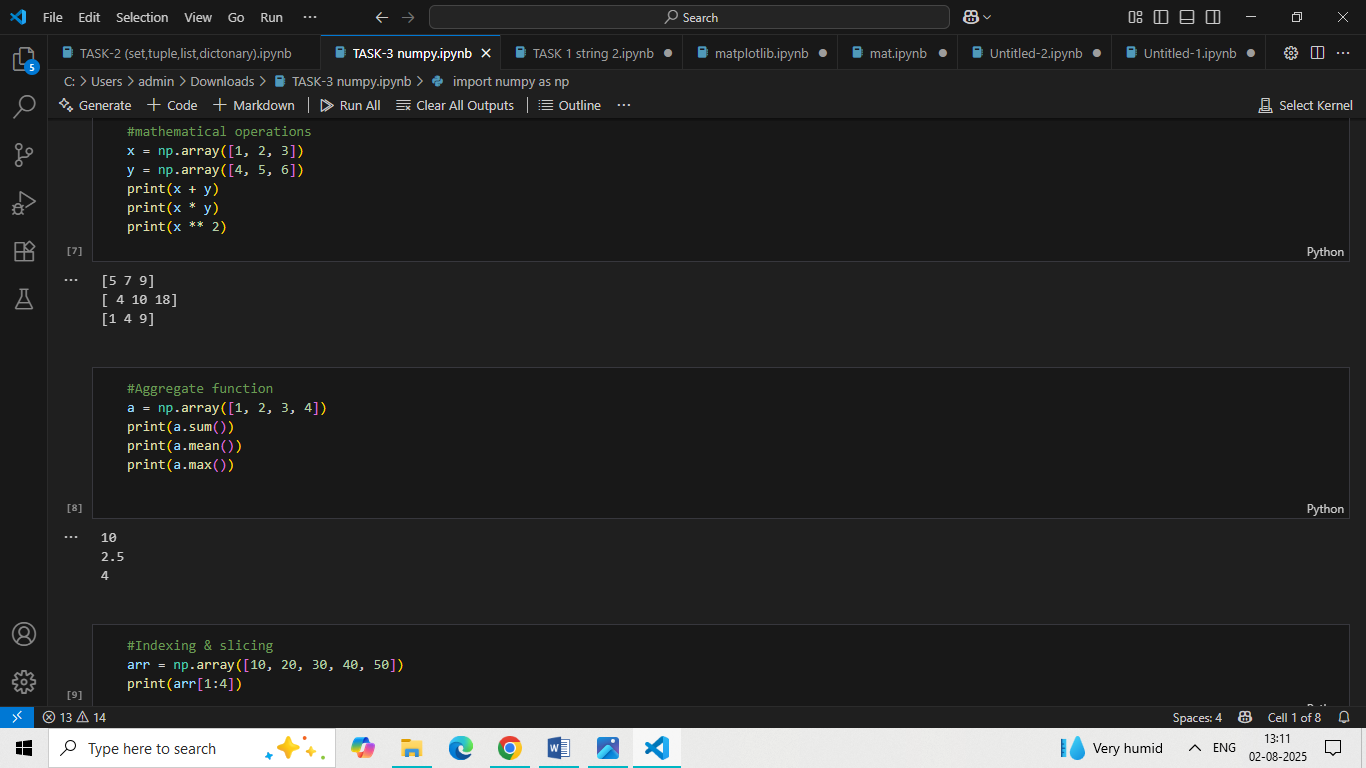 File Edit Selection View Go Run ··· Search
TASK-2 (set,tuple,list,dictonary).ipynb TASK-3 numpy.ipynb TASK 1 string 2.ipynb matplotlib.ipynb mat.ipynb Untitled-2.ipynb Untitled-1.ipynb ···
C: > Users > admin > Downloads > TASK-3 numpy.ipynb > import numpy as np
Generate + Code + Markdown | Run All Clear All Outputs | Outline ··· Select Kernel
5
#mathematical operations
x = np.array([1, 2, 3])
y = np.array([4, 5, 6])
print(x + y)
print(x * y)
print(x ** 2)
[7] Python
··· [5 7 9]
[ 4 10 18]
[1 4 9]
#Aggregate function
a = np.array([1, 2, 3, 4])
print(a.sum())
print(a.mean())
print(a.max())
[8] Python
··· 10
2.5
4
#Indexing & slicing
arr = np.array([10, 20, 30, 40, 50])
print(arr[1:4])
[9]
13 14 Spaces: 4 Cell 1 of 8
Type here to search Very humid ENG 13:11
02-08-2025